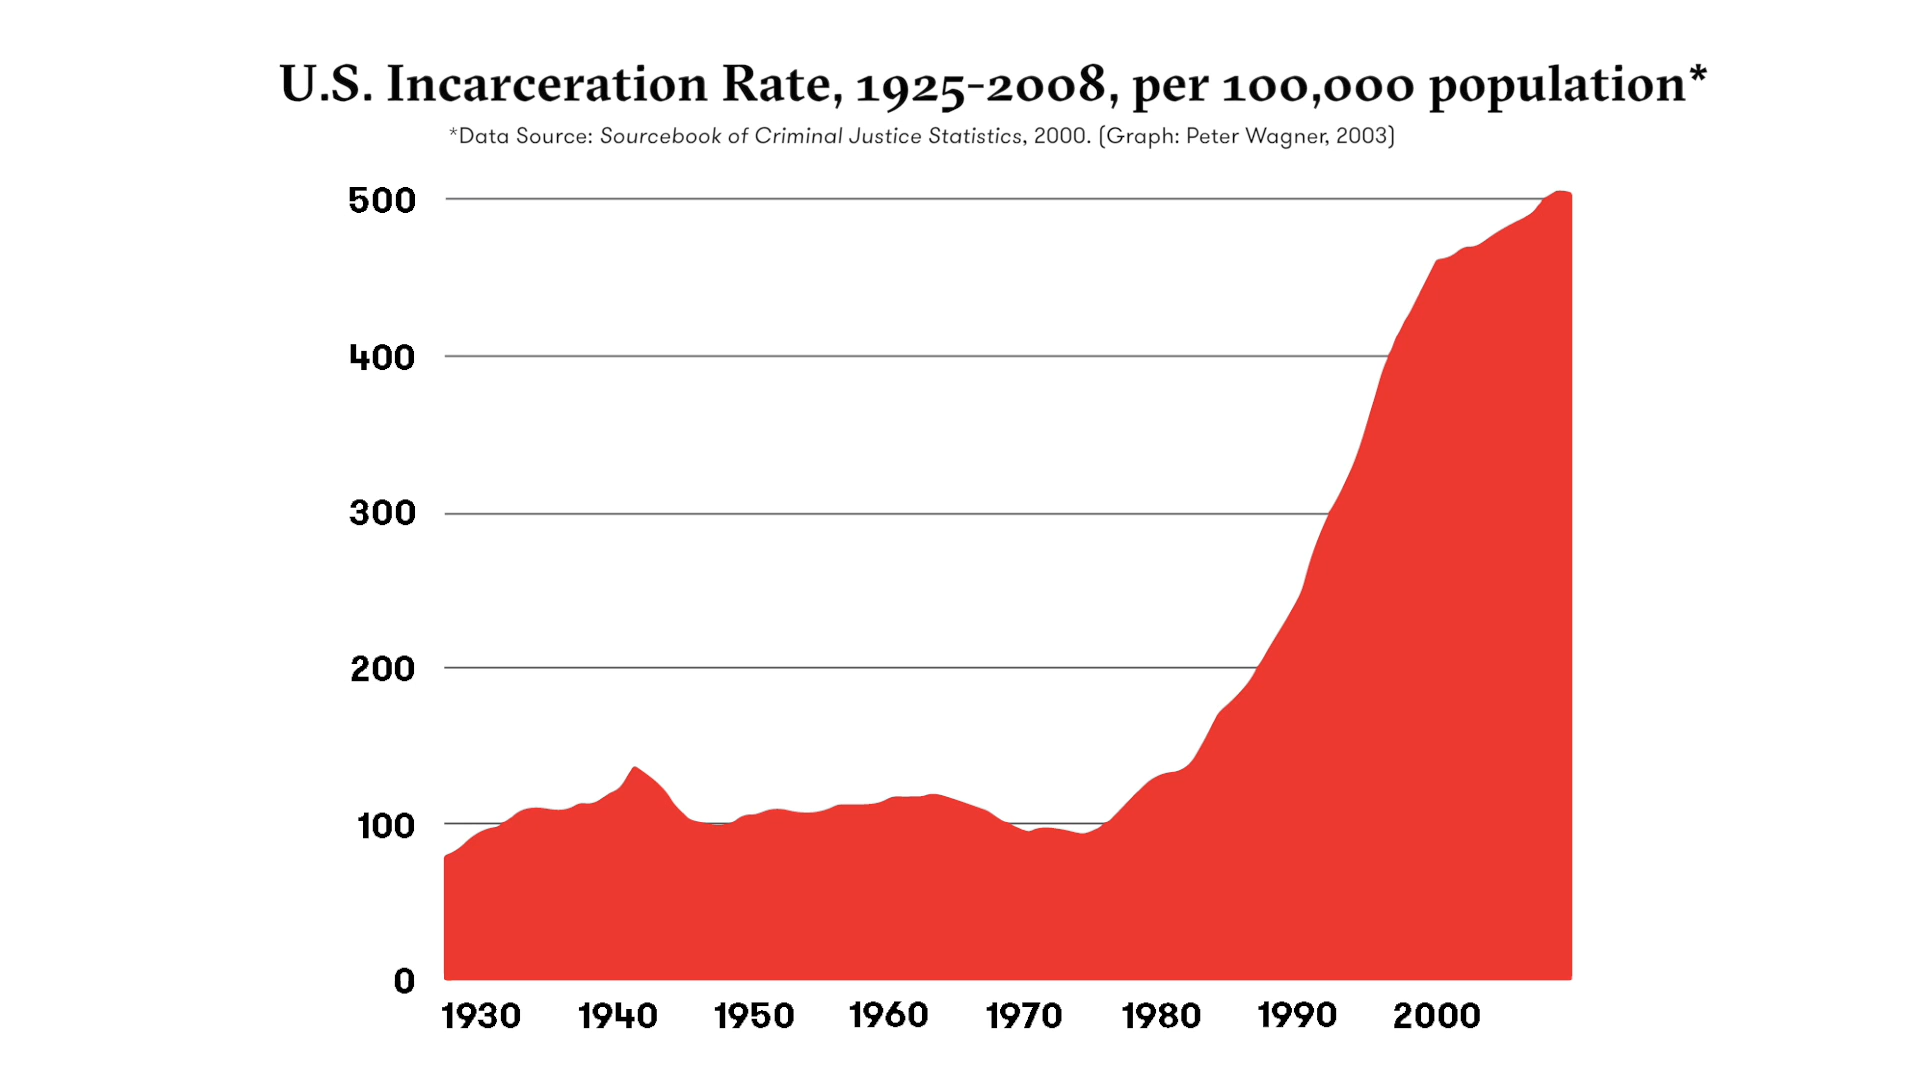 U.S. Incarceration Rate, 1925-2008, per 100,000 population*
*Data Source: Sourcebook of Criminal Justice Statistics, 2000. (Graph: Peter Wagner, 2003)
500
400
300
200
100
0
1930 1940 1950 1960 1970 1980 1990 2000